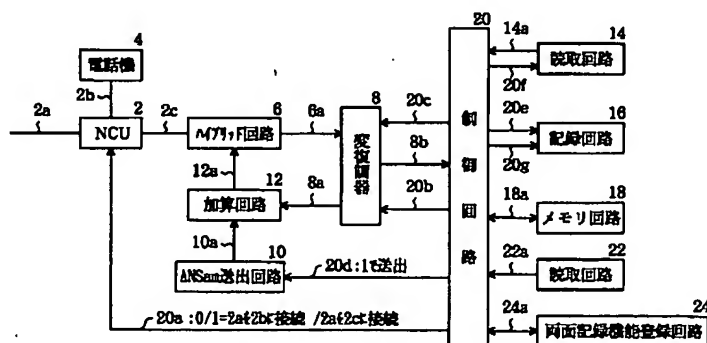 20
14
14a
読取回路
20f
4
電話機
2b
2
2a
NCU
2c
6
ハイブリッド回路
6a
8
変復調器
20c
8b
20b
制御回路
20e
16
記録回路
20g
12a
12
加算回路
8a
18a
18
メモリ回路
10a
10
ANSam送出回路
20d:1で送出
22a
22
読取回路
20a:0/1=2aを2bに接続/2aを2cに接続
24a
24
両面記録機能登録回路